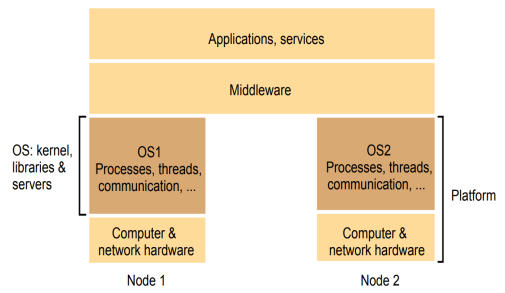 Applications, services
Middleware
OS: kernel,
libraries &
servers
OS1
Processes, threads,
communication, ...
OS2
Processes, threads,
communication, ...
Platform
Computer &
network hardware
Computer &
network hardware
Node 1
Node 2